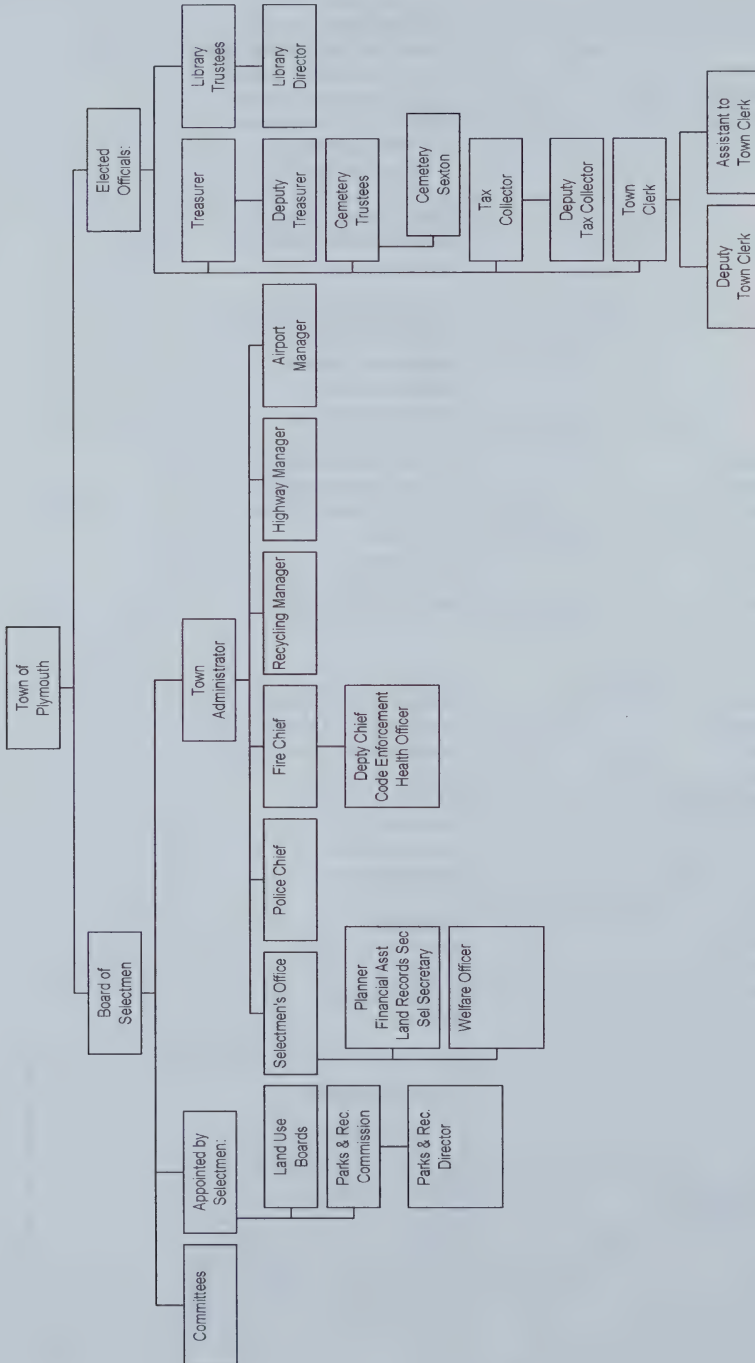 Town of
Plymouth
Board of
Selectmen
Elected
Officials:
Committees
Appointed by
Selectmen:
Town
Administrator
Treasurer
Library
Trustees
Land Use
Boards
Selectmen's Office
Police Chief
Fire Chief
Recycling Manager
Highway Manager
Airport
Manager
Deputy
Treasurer
Library
Director
Parks & Rec.
Commission
Planner
Financial Asst
Land Records Sec
Sel Secretary
Depty Chief
Code Enforcement
Health Officer
Cemetery
Trustees
Parks & Rec.
Director
Welfare Officer
Cemetery
Sexton
Tax
Collector
Deputy
Tax Collector
Town
Clerk
Deputy
Town Clerk
Assistant to
Town Clerk